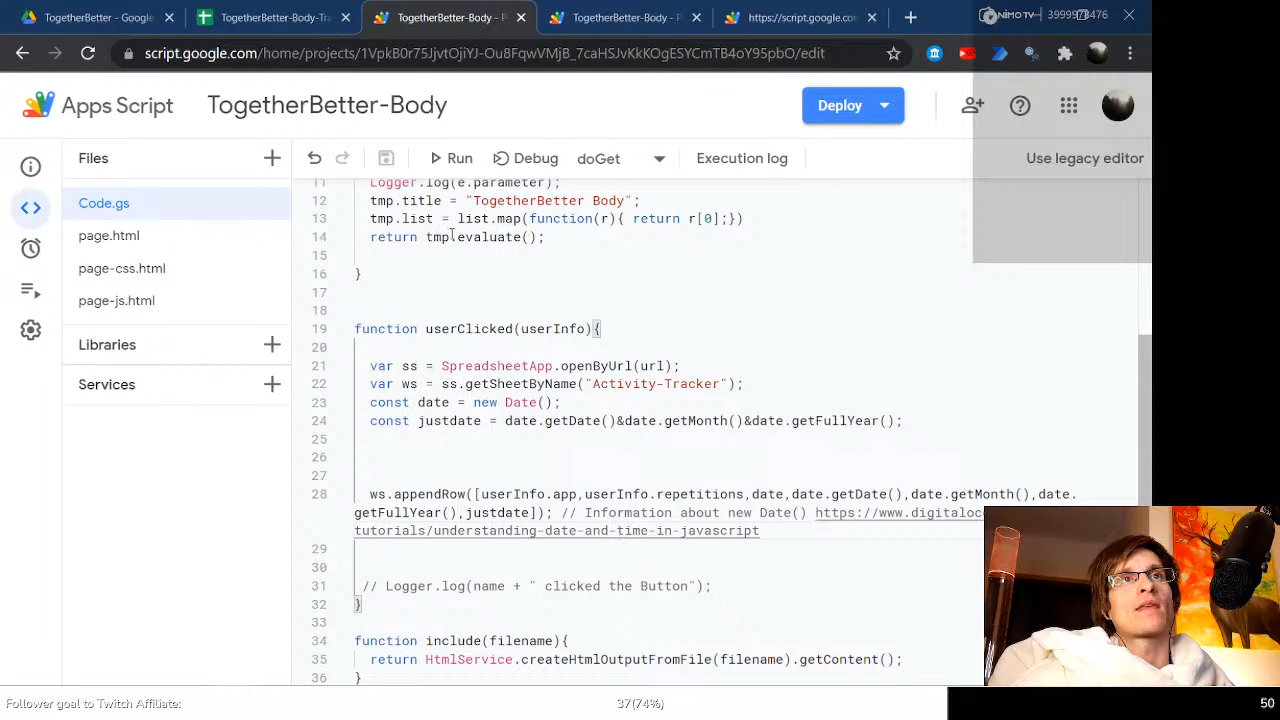 TogetherBetter - Google
TogetherBetter-Body-Tra
TogetherBetter-Body - P
TogetherBetter-Body - P
https://script.google.com
NIMO TV
script.google.com/home/projects/1VpkB0r75JjvtOjiYJ-Ou8FqwVMjB_7caHSJvKkKOgESYCmTB4oY95pbO/edit
Apps Script
TogetherBetter-Body
Deploy
Files
Run
Debug
doGet
Execution log
Use legacy editor
Code.gs
page.html
page-css.html
page-js.html
Libraries
Services
11 Logger.log(e.parameter);
12 tmp.title = "TogetherBetter Body";
13 tmp.list = list.map(function(r){ return r[0];})
14 return tmp.evaluate();
15
16 }
17
18
19 function userClicked(userInfo){
20
21 var ss = SpreadsheetApp.openByUrl(url);
22 var ws = ss.getSheetByName("Activity-Tracker");
23 const date = new Date();
24 const justdate = date.getDate()&date.getMonth()&date.getFullYear();
25
26
27
28 ws.appendRow([userInfo.app,userInfo.repetitions,date,date.getDate(),date.getMonth(),date.
getFullYear(),justdate]); // Information about new Date() https://www.digitaloc
tutorials/understanding-date-and-time-in-javascript
29
30
31 // Logger.log(name + " clicked the Button");
32 }
33
34 function include(filename){
35 return HtmlService.createHtmlOutputFromFile(filename).getContent();
36 }
Follower goal to Twitch Affiliate:
37(74%)
50